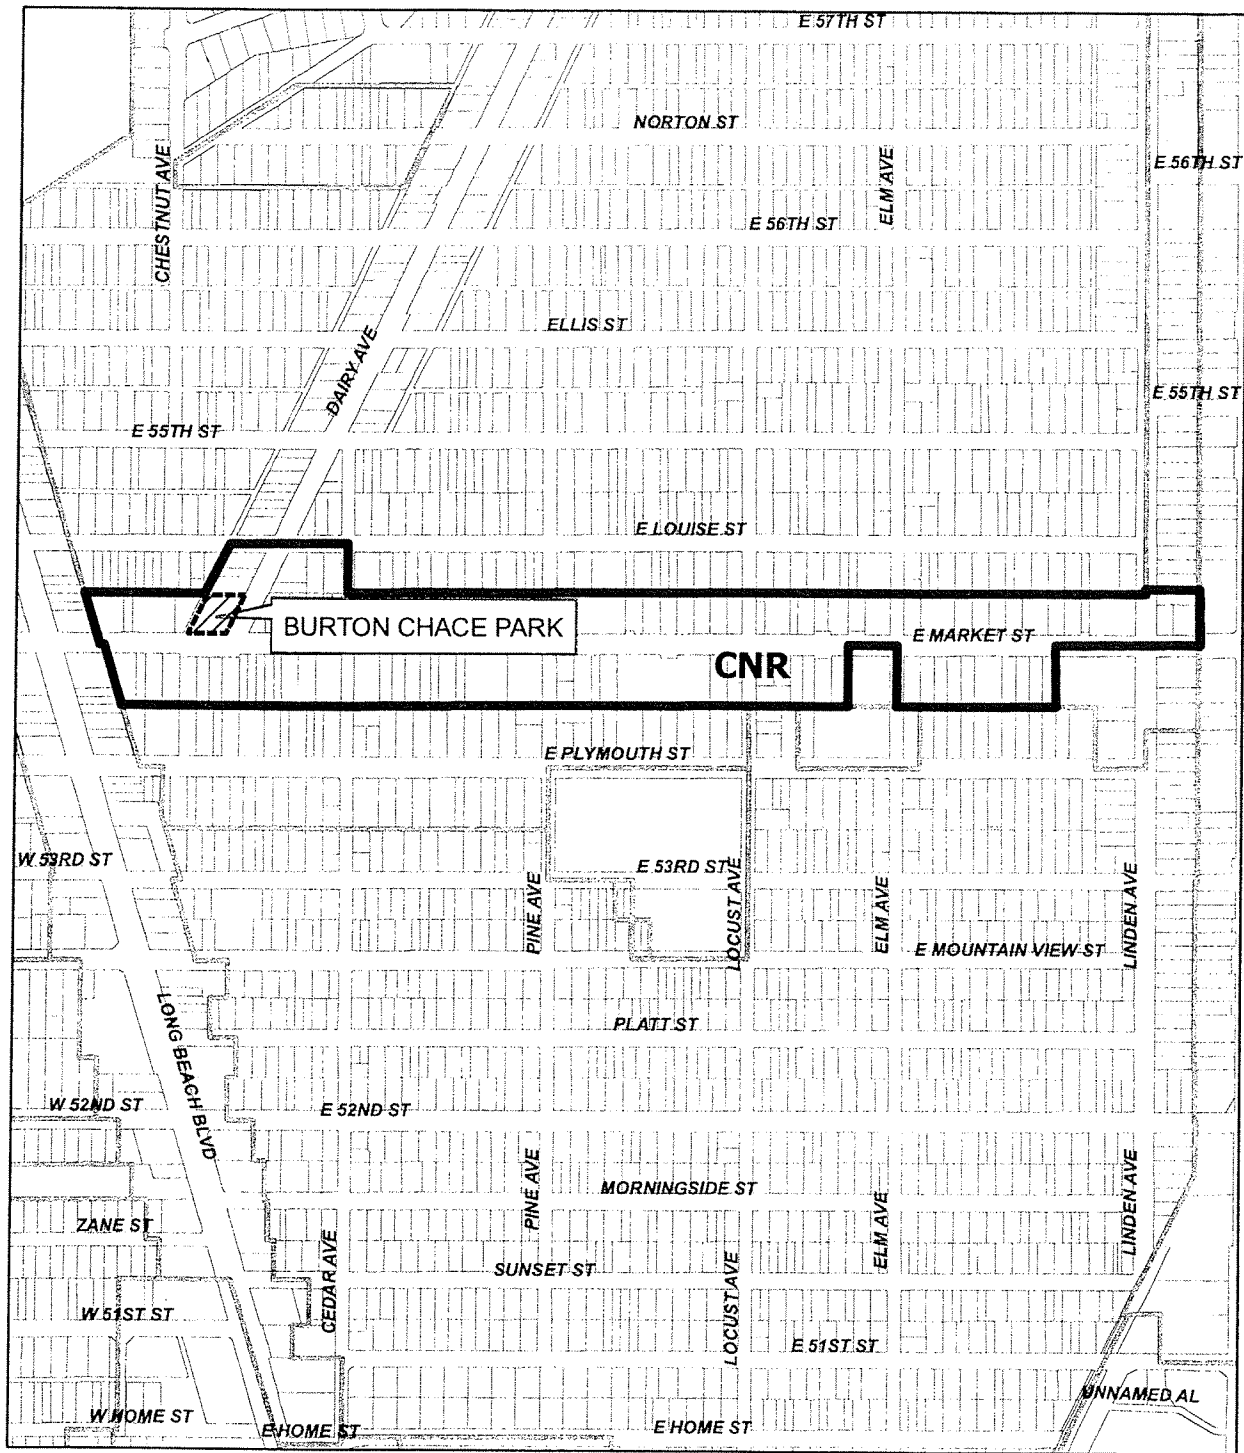 E 57TH ST
NORTON ST
CHESTNUT AVE
ELM AVE
E 56TH ST
E 56TH ST
ELLIS ST
DAIRY AVE
E 55TH ST
E 55TH ST
E LOUISE ST
BURTON CHACE PARK
E MARKET ST
CNR
E PLYMOUTH ST
W 53RD ST
E 53RD ST
PINE AVE
LOCUST AVE
ELM AVE
LINDEN AVE
E MOUNTAIN VIEW ST
LONG BEACH BLVD
PLATT ST
W 52ND ST
E 52ND ST
PINE AVE
MORNINGSIDE ST
ELM AVE
LINDEN AVE
ZANE ST
CEDAR AVE
SUNSET ST
LOCUST AVE
W 51ST ST
E 51ST ST
UNNAMED AL
W HOME ST
E HOME ST
E HOME ST